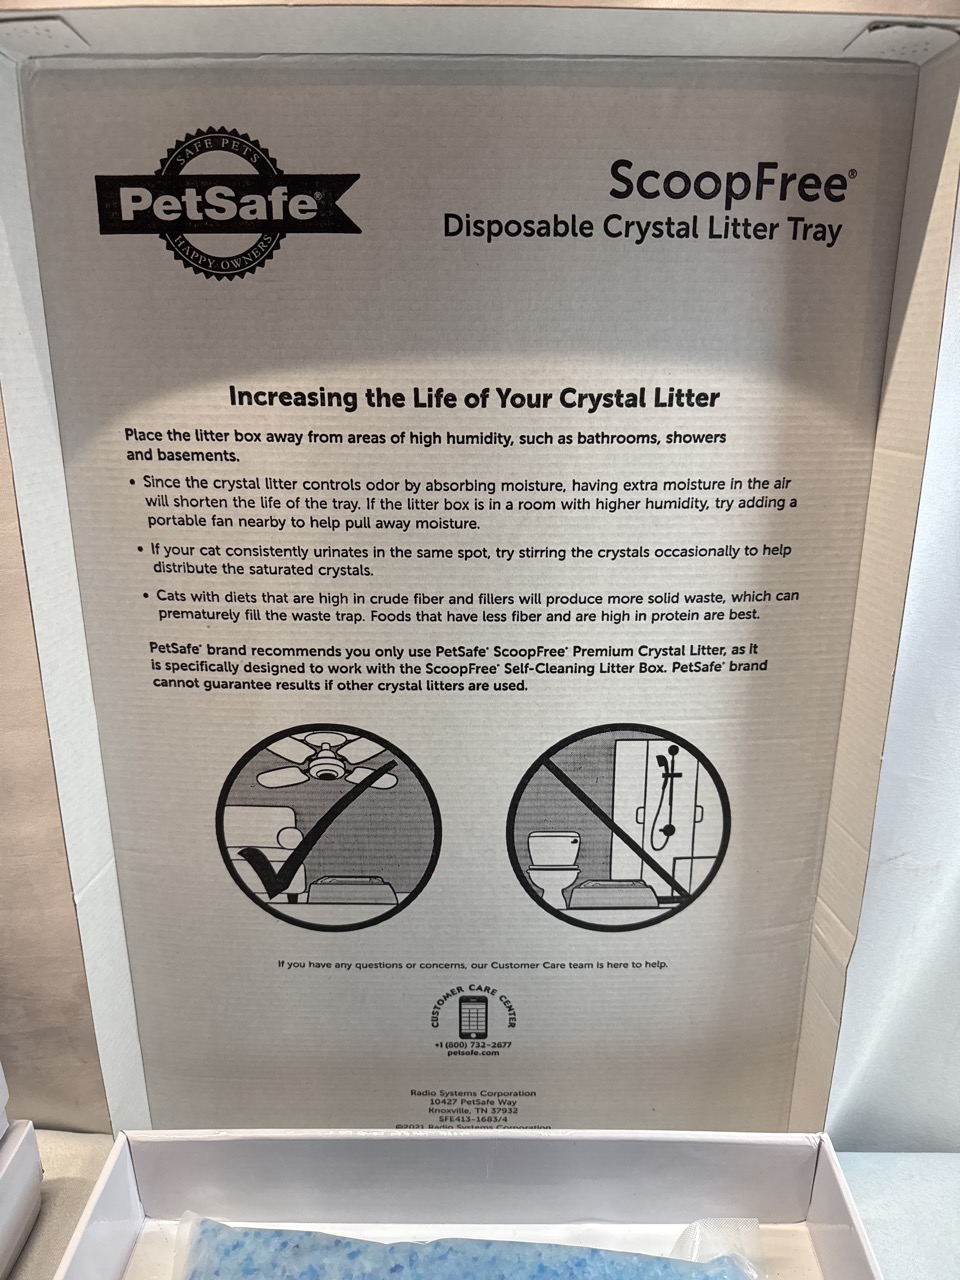 SAFE PETS
PetSafe®
HAPPY OWNERS
ScoopFree®
Disposable Crystal Litter Tray
Increasing the Life of Your Crystal Litter
Place the litter box away from areas of high humidity, such as bathrooms, showers
and basements.
• Since the crystal litter controls odor by absorbing moisture, having extra moisture in the air
will shorten the life of the tray. If the litter box is in a room with higher humidity, try adding a
portable fan nearby to help pull away moisture.
• If your cat consistently urinates in the same spot, try stirring the crystals occasionally to help
distribute the saturated crystals.
• Cats with diets that are high in crude fiber and fillers will produce more solid waste, which can
prematurely fill the waste trap. Foods that have less fiber and are high in protein are best.
PetSafe® brand recommends you only use PetSafe® ScoopFree® Premium Crystal Litter, as it
is specifically designed to work with the ScoopFree® Self-Cleaning Litter Box. PetSafe® brand
cannot guarantee results if other crystal litters are used.
If you have any questions or concerns, our Customer Care team is here to help.
CUSTOMER CARE CENTER
+1 (800) 732-2677
petsafe.com
Radio Systems Corporation
10427 PetSafe Way
Knoxville, TN 37932
SFE413-1683/4
©2021 Radio Systems Corporation